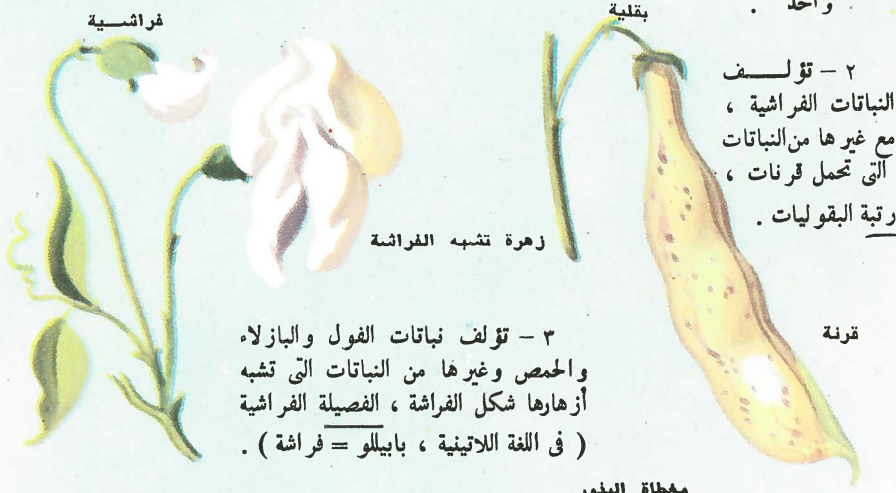 واحد .
بقلية
فراشــية
٢ – تؤلــــف
النباتات الفراشية ،
مع غيرها من النباتات
التى تحمل قرنات ،
رتبة البقوليات .
زهرة تشبه الفراشة
قرنة
٣ – تؤلف نباتات الفول والبازلاء
والحمص وغيرها من النباتات التى تشبه
أزهارها شكل الفراشة ، الفصيلة الفراشية
( فى اللغة اللاتينية ، بابيللو = فراشة ) .
مغطاة البذور